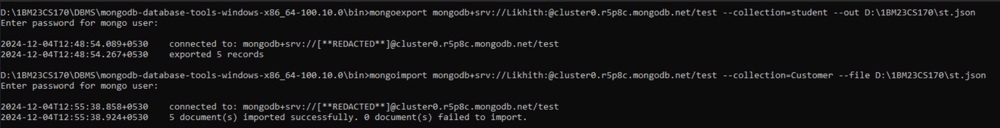 D:\1BM23CS170\DBMS\mongodb-database-tools-windows-x86_64-100.10.0\bin>mongoexport mongodb+srv://Likhith:@cluster0.r5p8c.mongodb.net/test --collection=student --out D:\1BM23CS170\st.json
Enter password for mongo user:
2024-12-04T12:48:54.089+0530    connected to: mongodb+srv://[**REDACTED**]@cluster0.r5p8c.mongodb.net/test
2024-12-04T12:48:54.267+0530    exported 5 records
D:\1BM23CS170\DBMS\mongodb-database-tools-windows-x86_64-100.10.0\bin>mongoimport mongodb+srv://Likhith:@cluster0.r5p8c.mongodb.net/test --collection=Customer --file D:\1BM23CS170\st.json
Enter password for mongo user:
2024-12-04T12:55:38.858+0530    connected to: mongodb+srv://[**REDACTED**]@cluster0.r5p8c.mongodb.net/test
2024-12-04T12:55:38.924+0530    5 document(s) imported successfully. 0 document(s) failed to import.